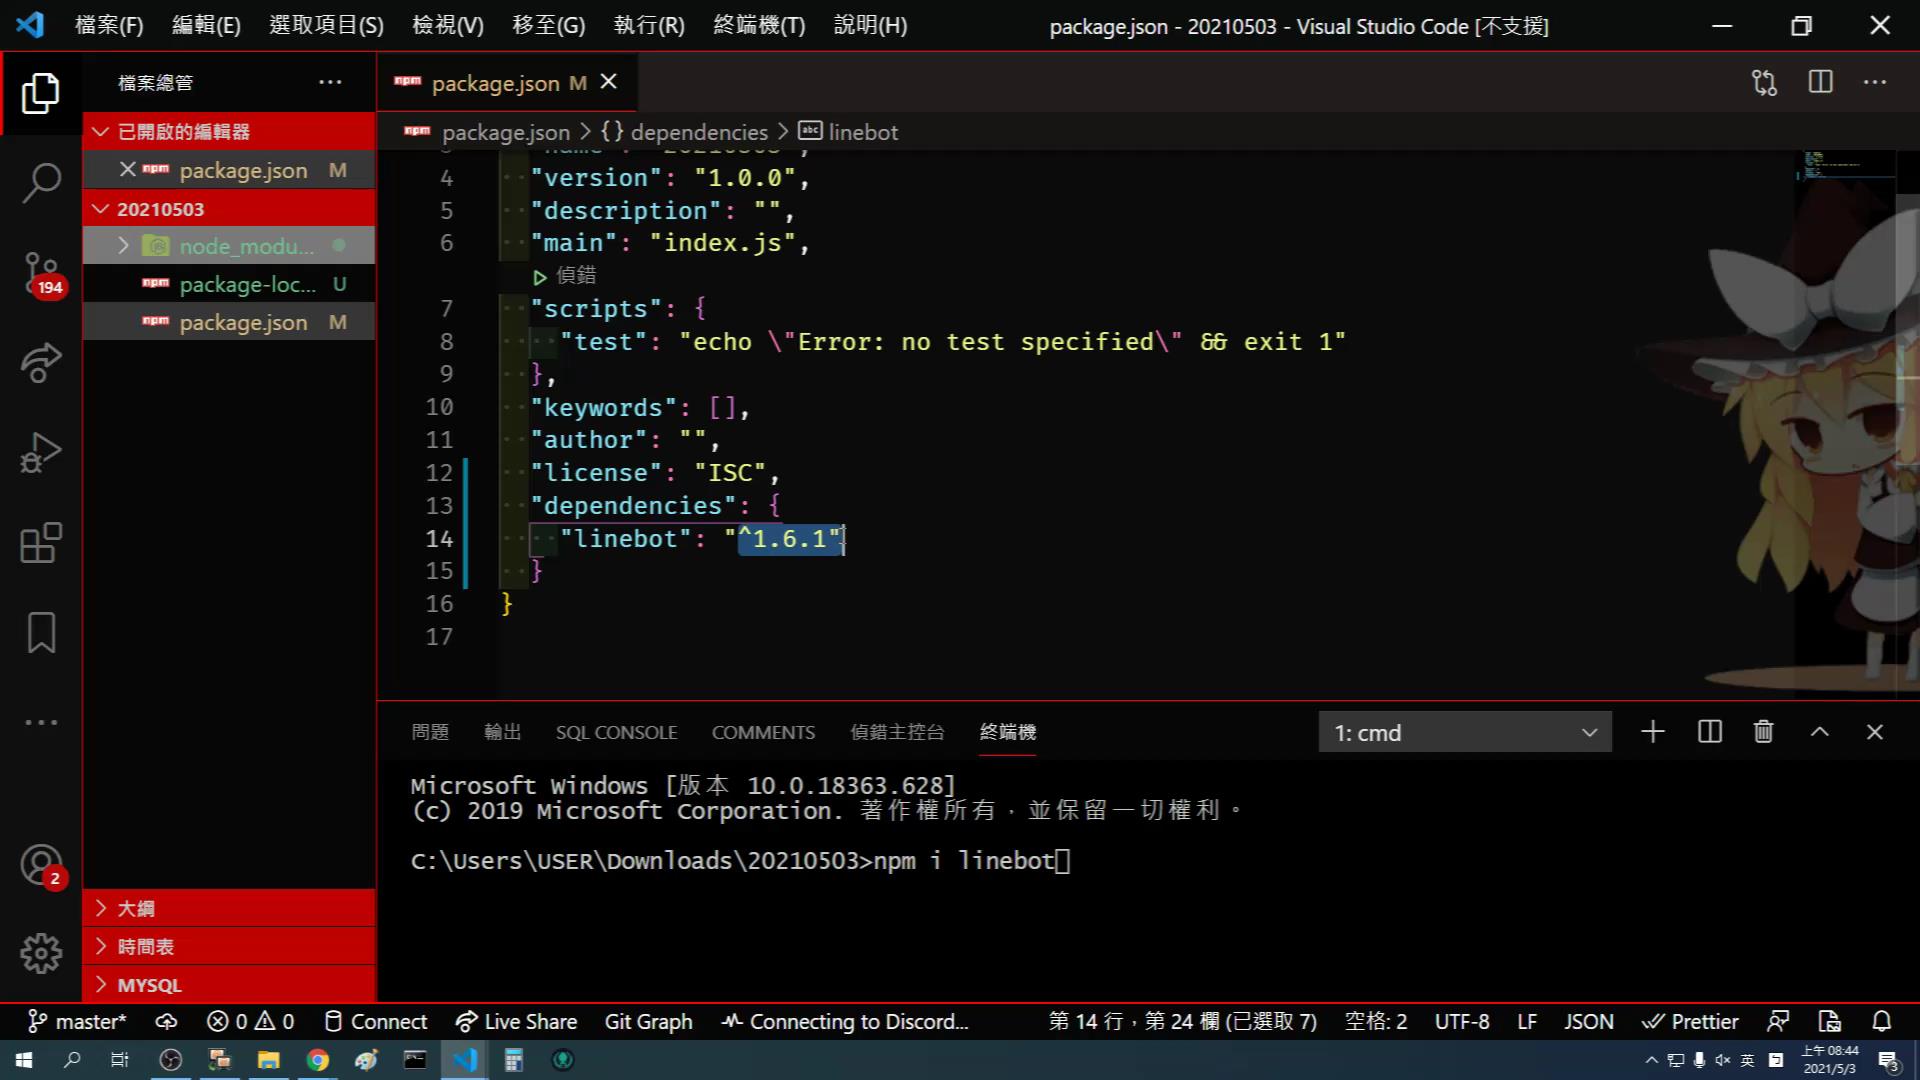 檔案(F) 編輯(E) 選取項目(S) 檢視(V) 移至(G) 執行(R) 終端機(T) 說明(H) package.json - 20210503 - Visual Studio Code [不支援]
檔案總管 ···
package.json M
package.json > {} dependencies > abc linebot
已開啟的編輯器
npm package.json M
20210503
node_modu...
npm package-loc... U
npm package.json M
大綱
時間表
MYSQL
194
2
4 "version": "1.0.0",
5 "description": "",
6 "main": "index.js",
偵錯
7 "scripts": {
8 "test": "echo \"Error: no test specified\" && exit 1"
9 },
10 "keywords": [],
11 "author": "",
12 "license": "ISC",
13 "dependencies": {
14 "linebot": "^1.6.1"
15 }
16 }
17
問題 輸出 SQL CONSOLE COMMENTS 偵錯主控台 終端機 1: cmd
Microsoft Windows [版本 10.0.18363.628]
(c) 2019 Microsoft Corporation. 著作權所有，並保留一切權利。
C:\Users\USER\Downloads\20210503>npm i linebot
master* 0 0 Connect Live Share Git Graph Connecting to Discord... 第 14 行，第 24 欄 (已選取 7) 空格: 2 UTF-8 LF JSON Prettier
英 上午 08:44
2021/5/3 3